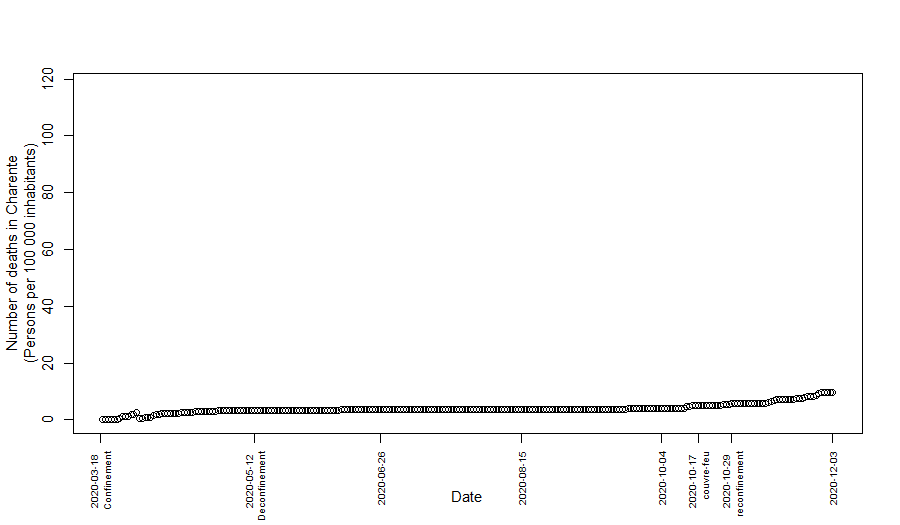 Number of deaths in Charente
(Persons per 100 000 inhabitants)
120
100
80
60
40
20
0
2020-03-18
Confinement
2020-05-12
Deconfinement
2020-06-26
2020-08-15
2020-10-04
2020-10-17
couvre-feu
2020-10-29
reconfinement
2020-12-03
Date